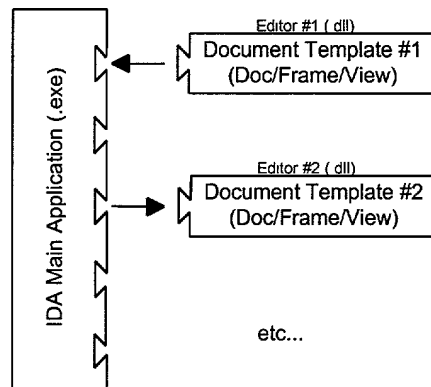 IDA Main Application (.exe)
Editor #1 ( dll)
Document Template #1
(Doc/Frame/View)
Editor #2 ( dll)
Document Template #2
(Doc/Frame/View)
etc...